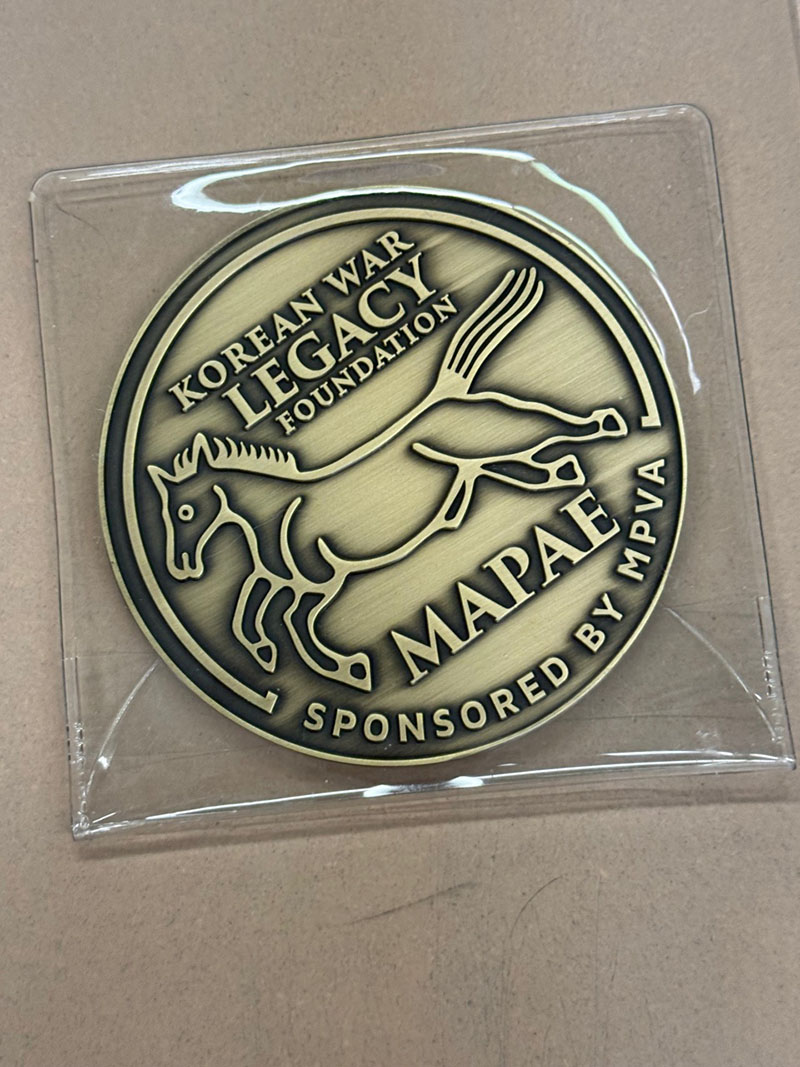 KOREAN WAR
LEGACY
FOUNDATION
MAPAE
SPONSORED BY MPVA